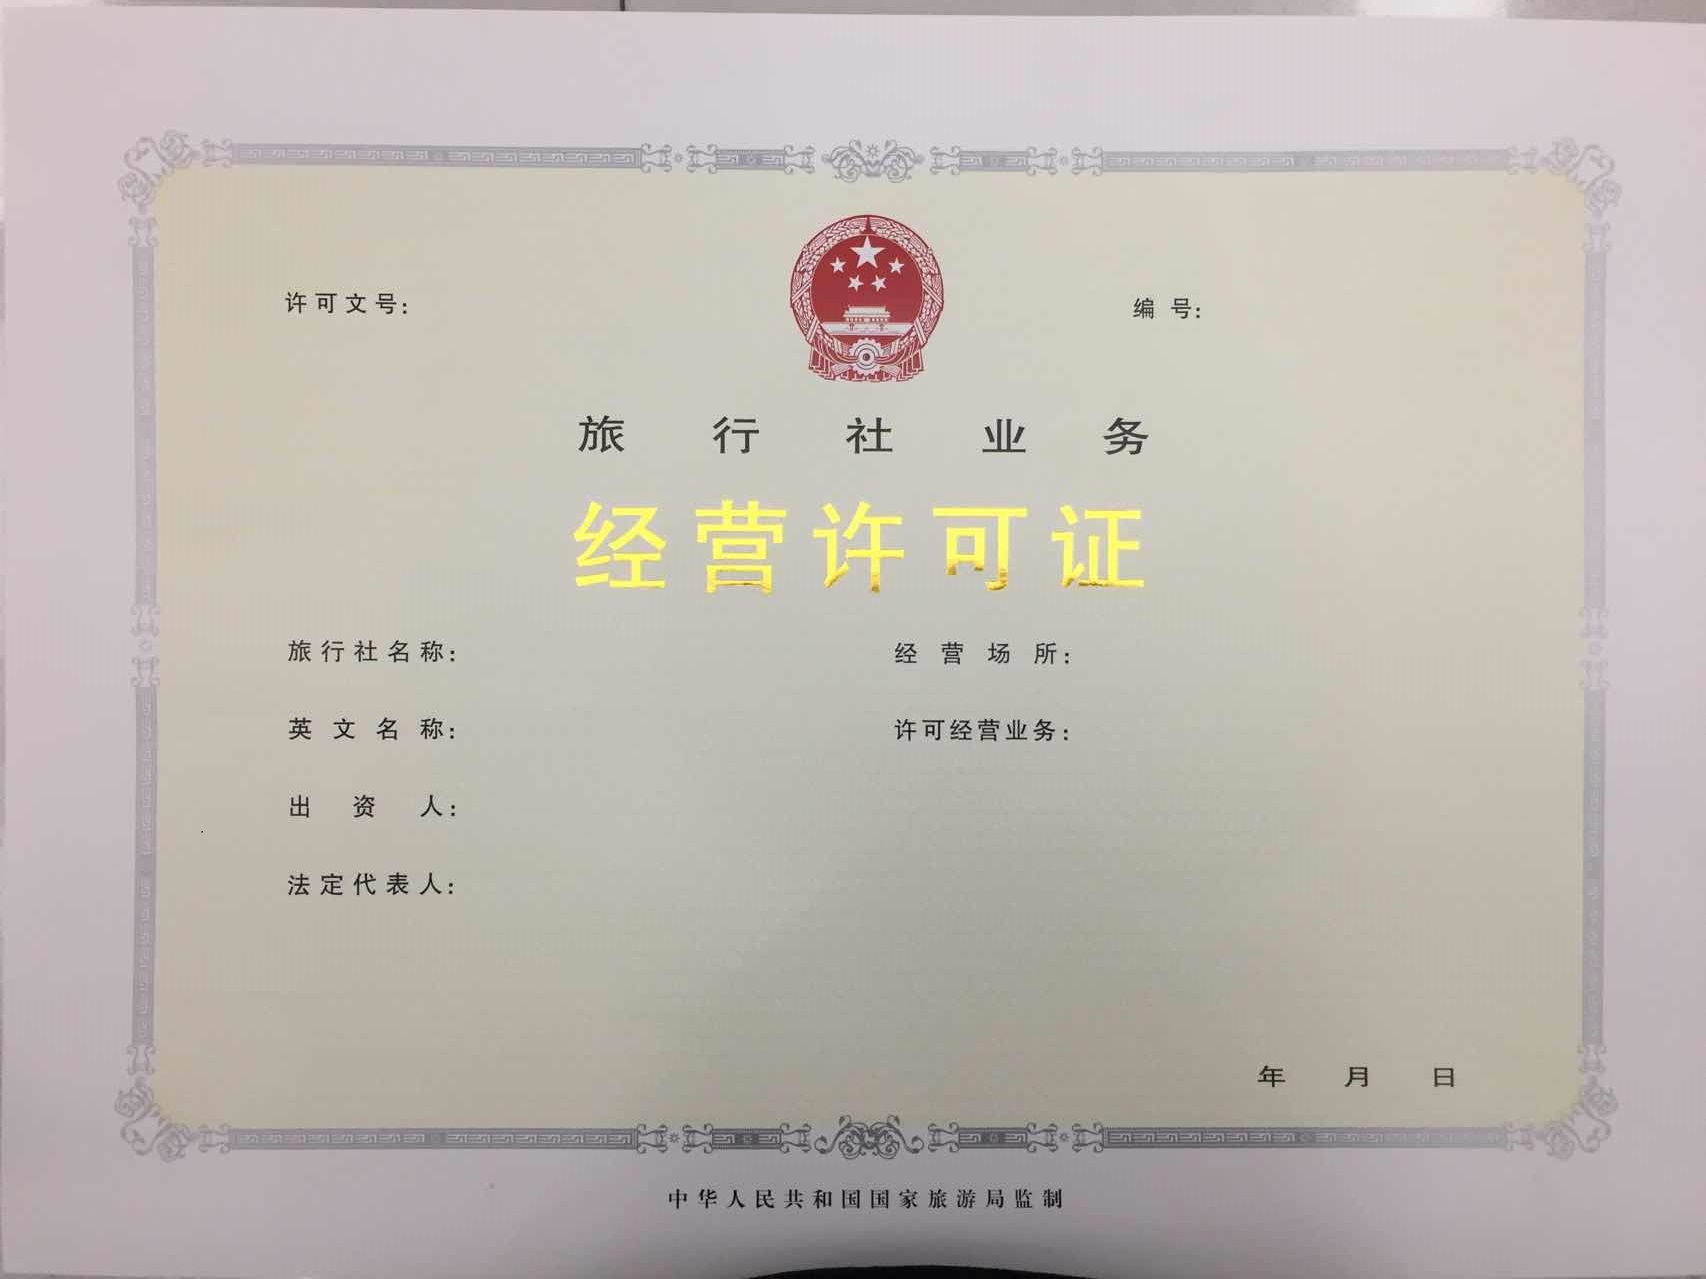 许可文号:
编号:
旅行社业务
经营许可证
旅行社名称:
经营场所:
英文名称:
许可经营业务:
出资人:
法定代表人:
年 月 日
中华人民共和国国家旅游局监制